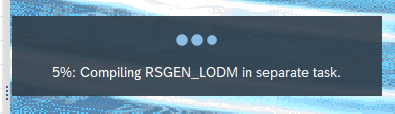 5%: Compiling RSGEN_LODM in separate task.